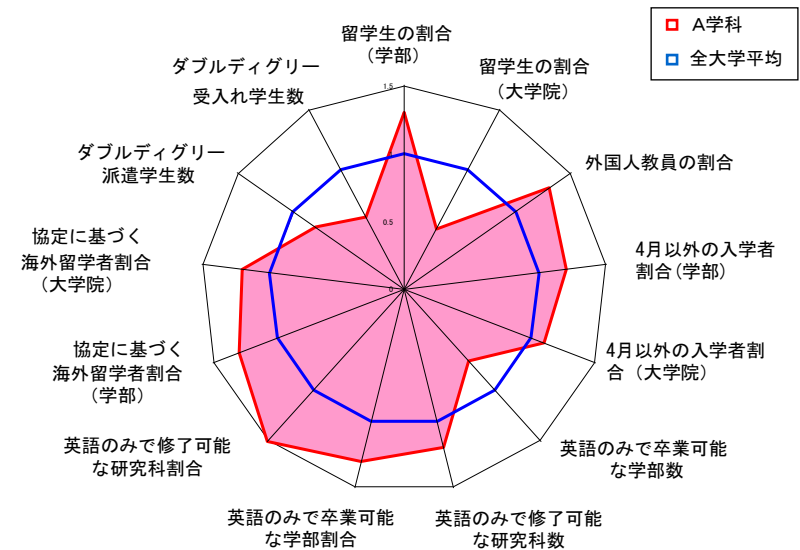 A学科
全大学平均
留学生の割合
（学部）
留学生の割合
（大学院）
外国人教員の割合
4月以外の入学者
割合（学部）
4月以外の入学者割
合（大学院）
英語のみで卒業可能
な学部数
英語のみで修了可能
な研究科数
英語のみで卒業可能
な学部割合
英語のみで修了可能
な研究科割合
協定に基づく
海外留学者割合
（学部）
協定に基づく
海外留学者割合
（大学院）
ダブルディグリー
派遣学生数
ダブルディグリー
受入れ学生数
1.5
0.5
0